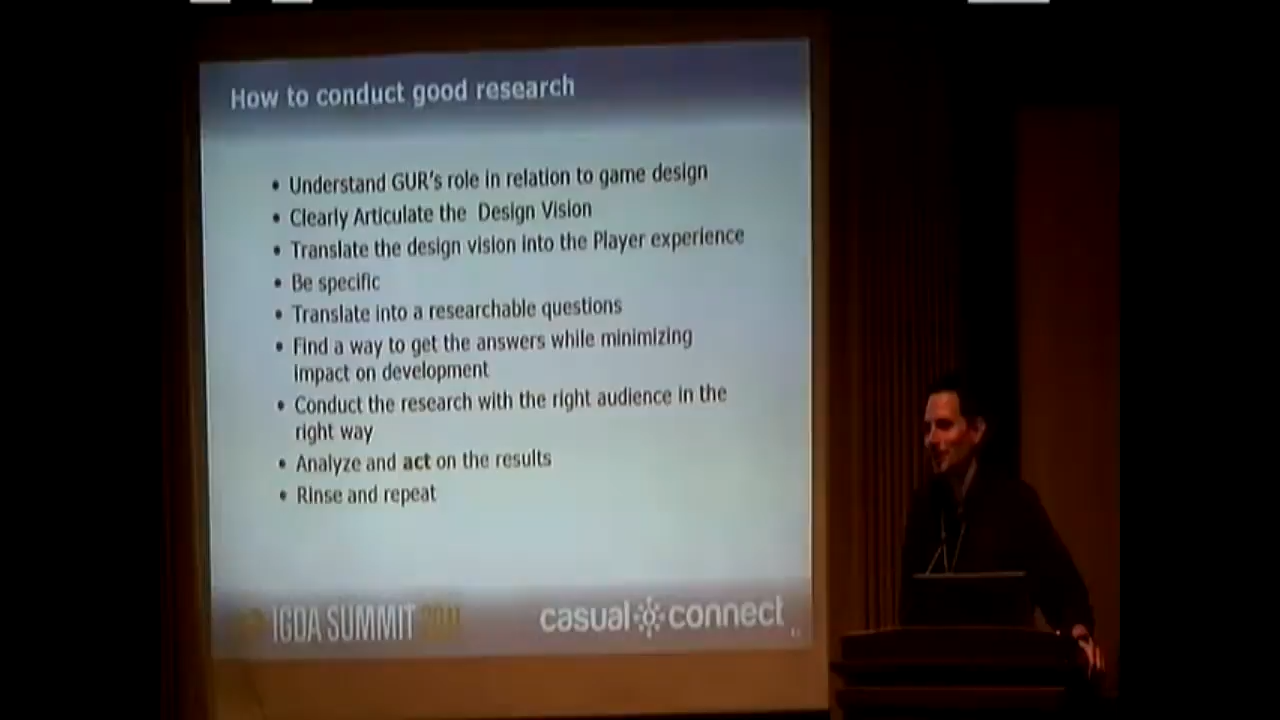 How to conduct good research
• Understand GUR's role in relation to game design
• Clearly Articulate the Design Vision
• Translate the design vision into the Player experience
• Be specific
• Translate into a researchable questions
• Find a way to get the answers while minimizing
impact on development
• Conduct the research with the right audience in the
right way
• Analyze and act on the results
• Rinse and repeat
IGDA SUMMIT 2011
casual connect